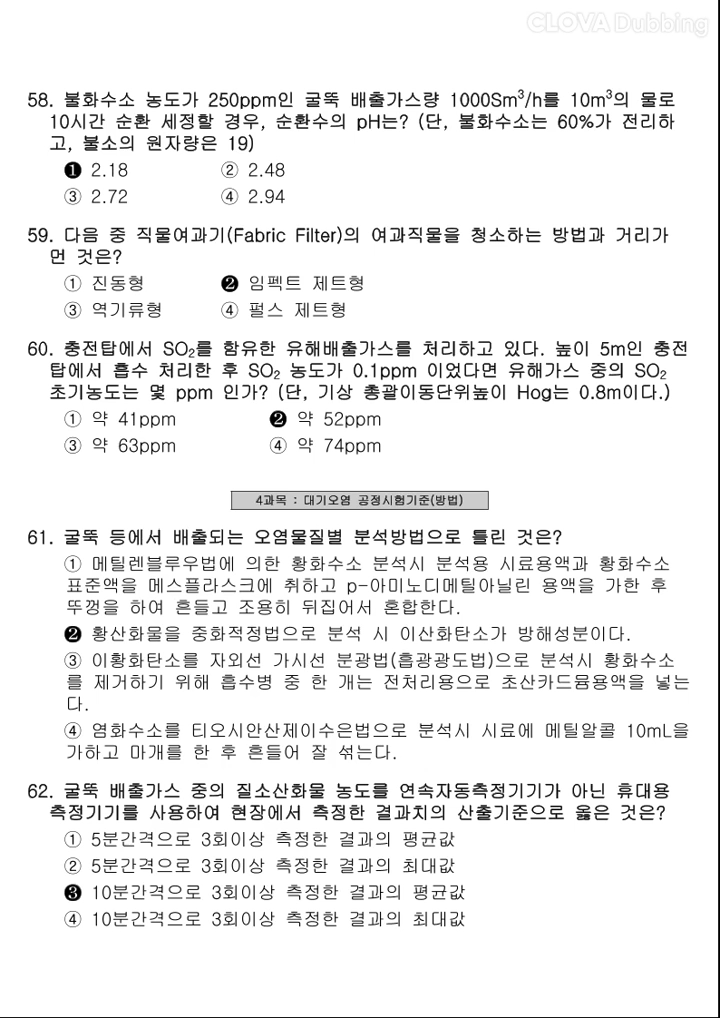 CLOVA Dubbing
58. 불화수소 농도가 250ppm인 굴뚝 배출가스량 1000Sm³/h를 10m³의 물로
10시간 순환 세정할 경우, 순환수의 pH는? (단, 불화수소는 60%가 전리하
고, 불소의 원자량은 19)
❶ 2.18 ② 2.48
③ 2.72 ④ 2.94
59. 다음 중 직물여과기(Fabric Filter)의 여과직물을 청소하는 방법과 거리가
먼 것은?
① 진동형 ❷ 임펙트 제트형
③ 역기류형 ④ 펄스 제트형
60. 충전탑에서 SO₂를 함유한 유해배출가스를 처리하고 있다. 높이 5m인 충전
탑에서 흡수 처리한 후 SO₂ 농도가 0.1ppm 이었다면 유해가스 중의 SO₂
초기농도는 몇 ppm 인가? (단, 기상 총괄이동단위높이 Hog는 0.8m이다.)
① 약 41ppm ❷ 약 52ppm
③ 약 63ppm ④ 약 74ppm
4과목 : 대기오염 공정시험기준(방법)
61. 굴뚝 등에서 배출되는 오염물질별 분석방법으로 틀린 것은?
① 메틸렌블루우법에 의한 황화수소 분석시 분석용 시료용액과 황화수소
표준액을 메스플라스크에 취하고 p-아미노디메틸아닐린 용액을 가한 후
뚜껑을 하여 흔들고 조용히 뒤집어서 혼합한다.
❷ 황산화물을 중화적정법으로 분석 시 이산화탄소가 방해성분이다.
③ 이황화탄소를 자외선 가시선 분광법(흡광광도법)으로 분석시 황화수소
를 제거하기 위해 흡수병 중 한 개는 전처리용으로 초산카드뮴용액을 넣는
다.
④ 염화수소를 티오시안산제이수은법으로 분석시 시료에 메틸알콜 10mL을
가하고 마개를 한 후 흔들어 잘 섞는다.
62. 굴뚝 배출가스 중의 질소산화물 농도를 연속자동측정기기가 아닌 휴대용
측정기기를 사용하여 현장에서 측정한 결과치의 산출기준으로 옳은 것은?
① 5분간격으로 3회이상 측정한 결과의 평균값
② 5분간격으로 3회이상 측정한 결과의 최대값
❸ 10분간격으로 3회이상 측정한 결과의 평균값
④ 10분간격으로 3회이상 측정한 결과의 최대값